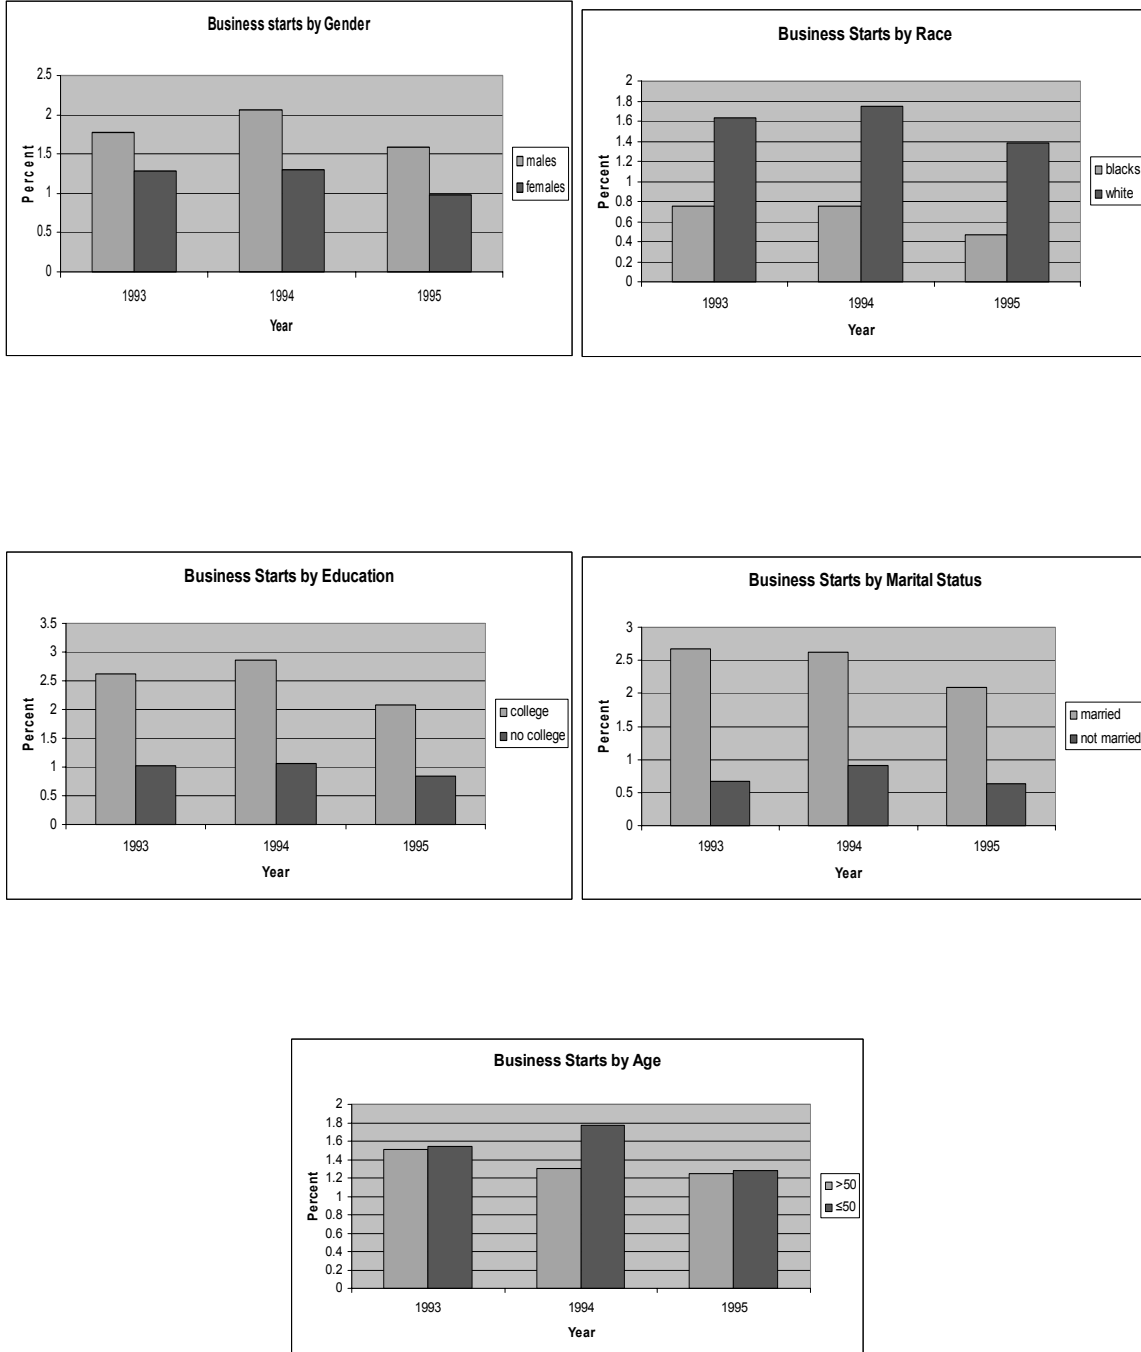 Business starts by Gender
2.5
2
1.5
1
0.5
0
Percent
1993 1994 1995
Year
males
females
Business Starts by Race
2
1.8
1.6
1.4
1.2
1
0.8
0.6
0.4
0.2
0
Percent
1993 1994 1995
Year
blacks
white
Business Starts by Education
3.5
3
2.5
2
1.5
1
0.5
0
Percent
1993 1994 1995
Year
college
no college
Business Starts by Marital Status
3
2.5
2
1.5
1
0.5
0
Percent
1993 1994 1995
Year
married
not married
Business Starts by Age
2
1.8
1.6
1.4
1.2
1
0.8
0.6
0.4
0.2
0
Percent
1993 1994 1995
Year
>50
≤50